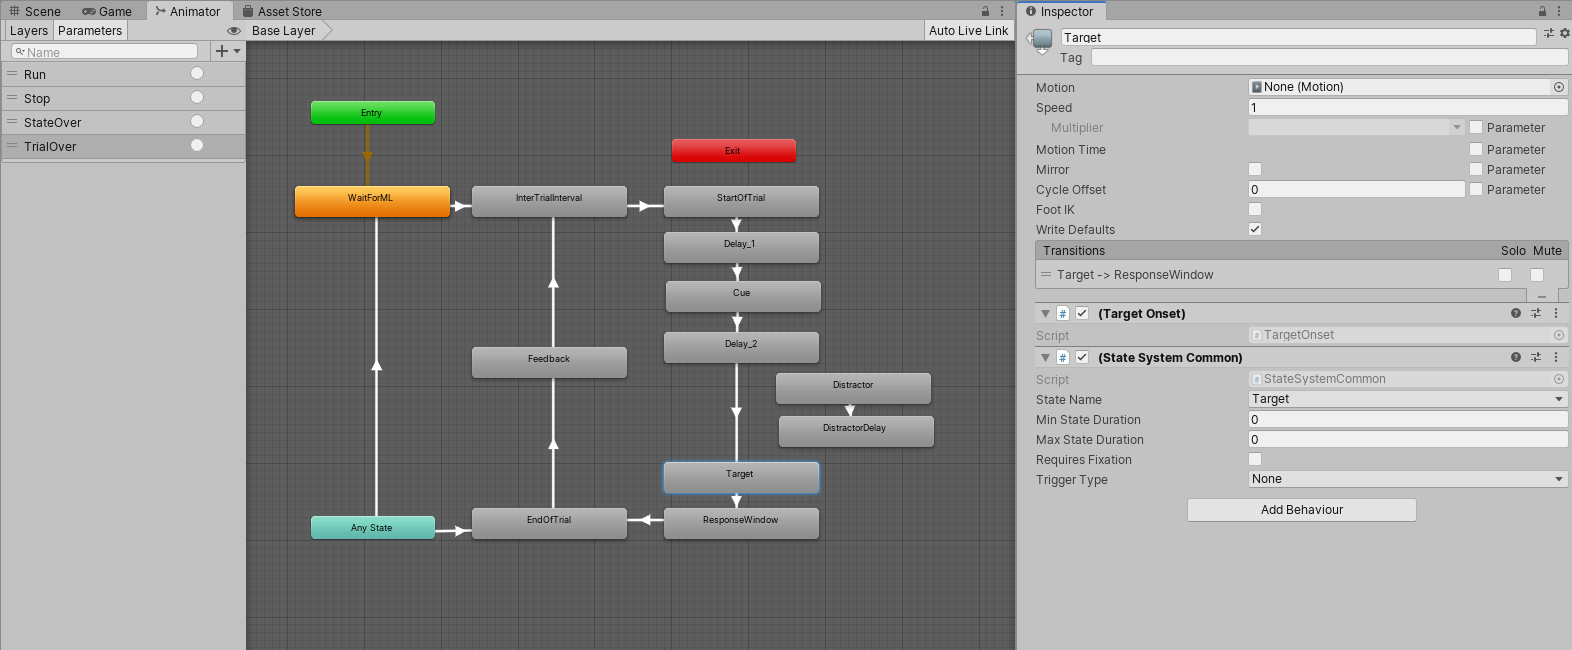 Scene Game Animator Asset Store
Layers Parameters
Base Layer
Auto Live Link
Name
Run
Stop
StateOver
TrialOver
Entry
Exit
WaitForML
InterTrialInterval
StartOfTrial
Delay_1
Cue
Delay_2
Feedback
Distractor
DistractorDelay
Target
Any State
EndOfTrial
ResponseWindow
Inspector
Target
Tag
Motion None (Motion)
Speed 1
Multiplier Parameter
Motion Time Parameter
Mirror Parameter
Cycle Offset 0 Parameter
Foot IK
Write Defaults
Transitions Solo Mute
Target -> ResponseWindow
# (Target Onset)
Script # TargetOnset
# (State System Common)
Script # StateSystemCommon
State Name Target
Min State Duration 0
Max State Duration 0
Requires Fixation
Trigger Type None
Add Behaviour